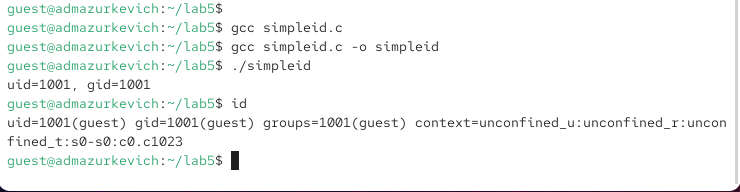 guest@admazurkevich:~/lab5$
guest@admazurkevich:~/lab5$ gcc simpleid.c
guest@admazurkevich:~/lab5$ gcc simpleid.c -o simpleid
guest@admazurkevich:~/lab5$ ./simpleid
uid=1001, gid=1001
guest@admazurkevich:~/lab5$ id
uid=1001(guest) gid=1001(guest) groups=1001(guest) context=unconfined_u:unconfined_r:uncon
fined_t:s0-s0:c0.c1023
guest@admazurkevich:~/lab5$